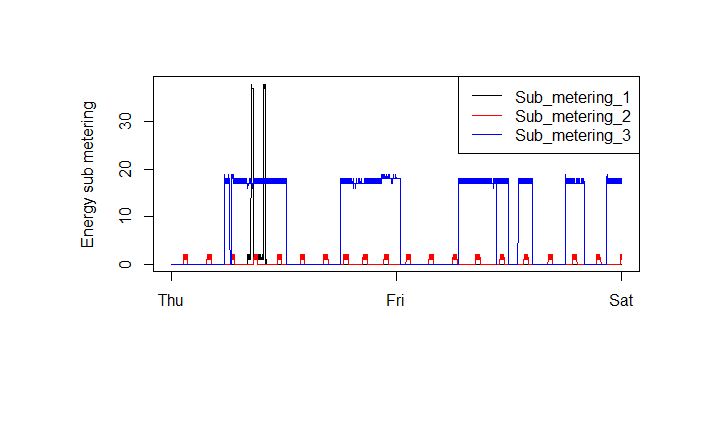 Energy sub metering
30
20
10
0
Sub_metering_1
Sub_metering_2
Sub_metering_3
Thu Fri Sat